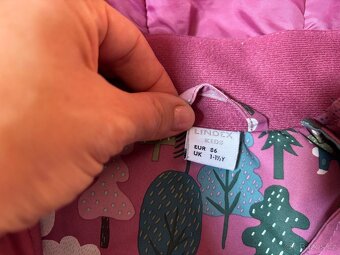 LINDEX
KIDS
EUR 86
UK 1-1½Y